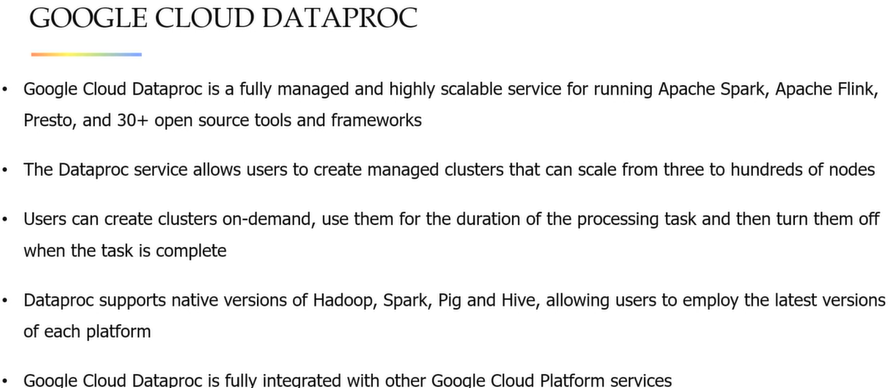 GOOGLE CLOUD DATAPROC
• Google Cloud Dataproc is a fully managed and highly scalable service for running Apache Spark, Apache Flink,
Presto, and 30+ open source tools and frameworks
• The Dataproc service allows users to create managed clusters that can scale from three to hundreds of nodes
• Users can create clusters on-demand, use them for the duration of the processing task and then turn them off
when the task is complete
• Dataproc supports native versions of Hadoop, Spark, Pig and Hive, allowing users to employ the latest versions
of each platform
• Google Cloud Dataproc is fully integrated with other Google Cloud Platform services